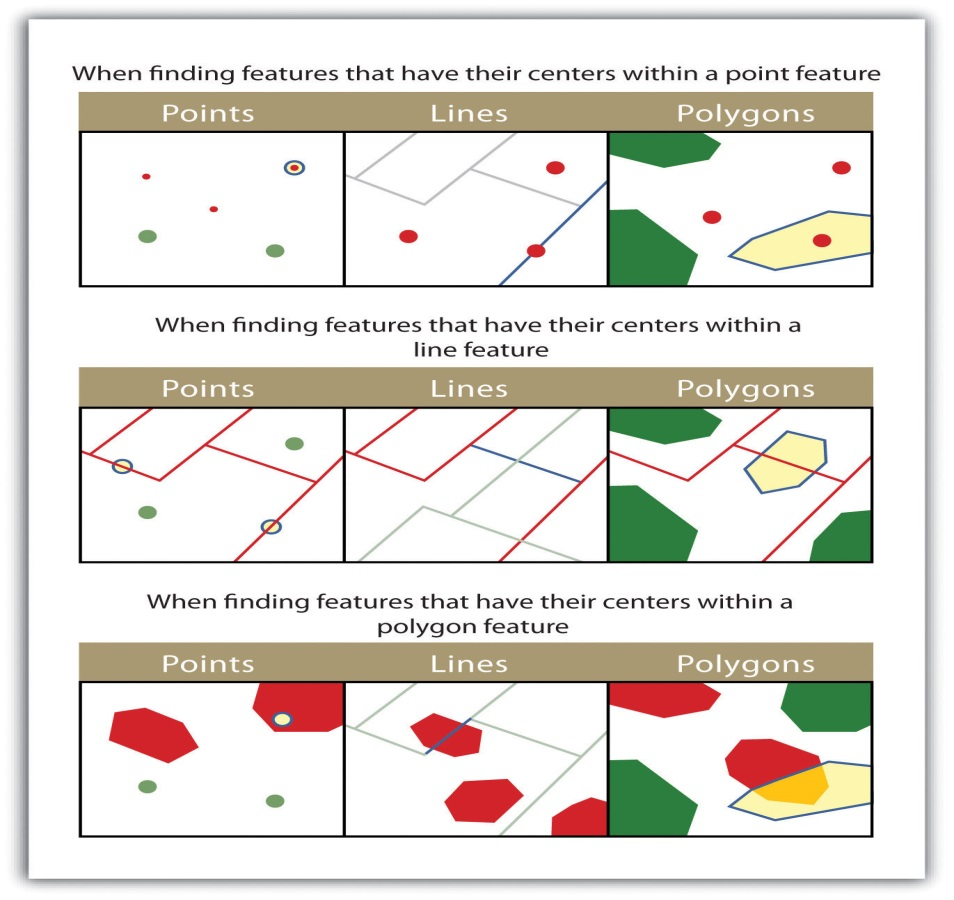 When finding features that have their centers within a point feature
Points Lines Polygons
When finding features that have their centers within a
line feature
Points Lines Polygons
When finding features that have their centers within a
polygon feature
Points Lines Polygons